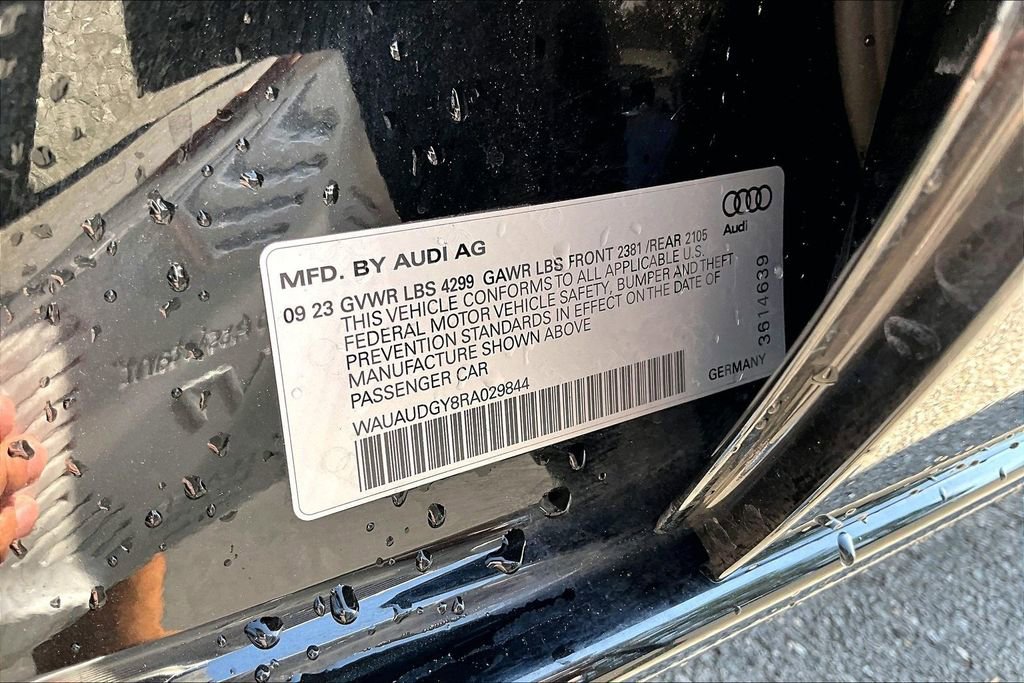 Audi
MFD. BY AUDI AG
09 23 GVWR LBS 4299 GAWR LBS FRONT 2381 /REAR 2105
THIS VEHICLE CONFORMS TO ALL APPLICABLE U.S.
FEDERAL MOTOR VEHICLE SAFETY, BUMPER AND THEFT
PREVENTION STANDARDS IN EFFECT ON THE DATE OF
MANUFACTURE SHOWN ABOVE
PASSENGER CAR
WAUAUDGY8RA029844
GERMANY
3614639